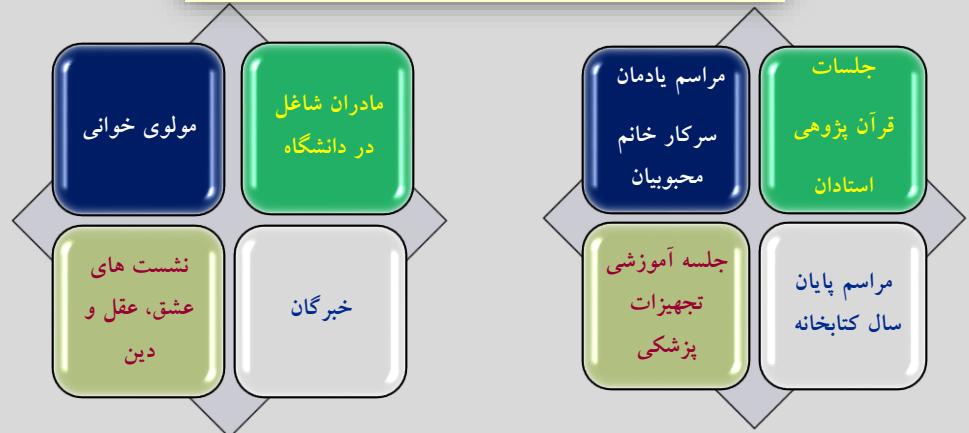 جلسات
قرآن پژوهی
استادان
مراسم یادمان
سرکار خانم
محبوبیان
مراسم پایان
سال کتابخانه
جلسه آموزشی
تجهیزات
پزشکی
مادران شاغل
در دانشگاه
مولوی خوانی
خبرگان
نشست های
عشق، عقل و
دین